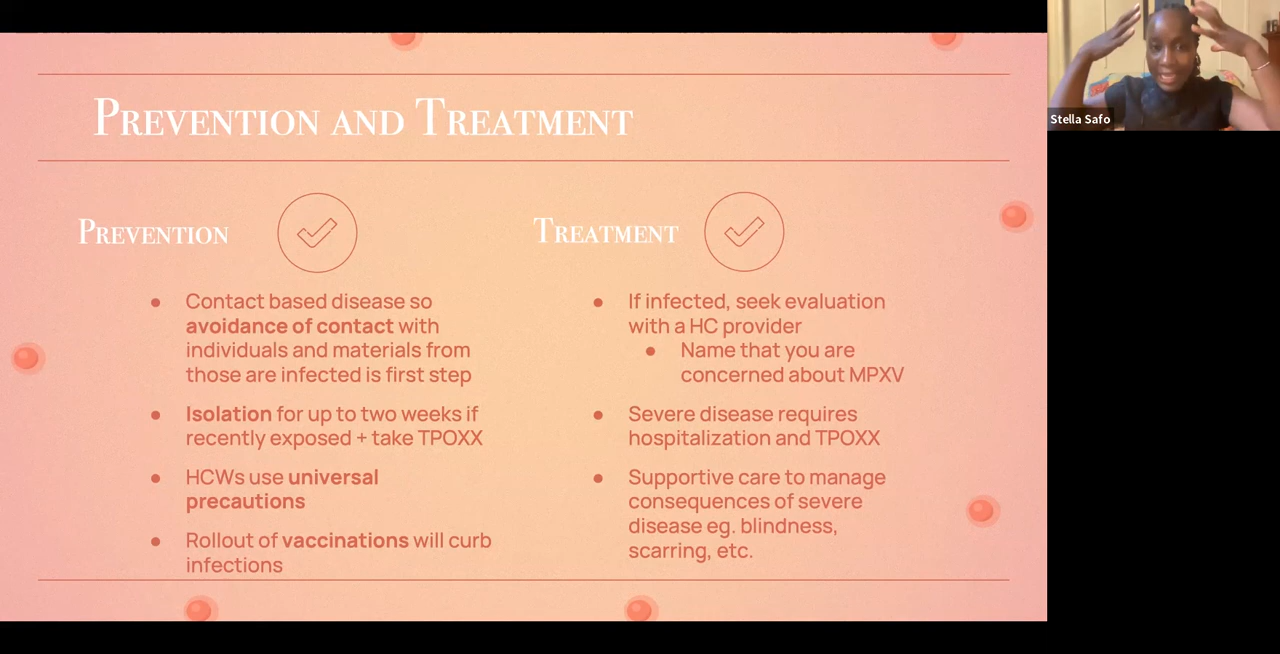 Prevention and Treatment
Prevention
Contact based disease so
avoidance of contact with
individuals and materials from
those are infected is first step
Isolation for up to two weeks if
recently exposed + take TPOXX
HCWs use universal
precautions
Rollout of vaccinations will curb
infections
Treatment
If infected, seek evaluation
with a HC provider
Name that you are
concerned about MPXV
Severe disease requires
hospitalization and TPOXX
Supportive care to manage
consequences of severe
disease eg. blindness,
scarring, etc.
Stella Safo